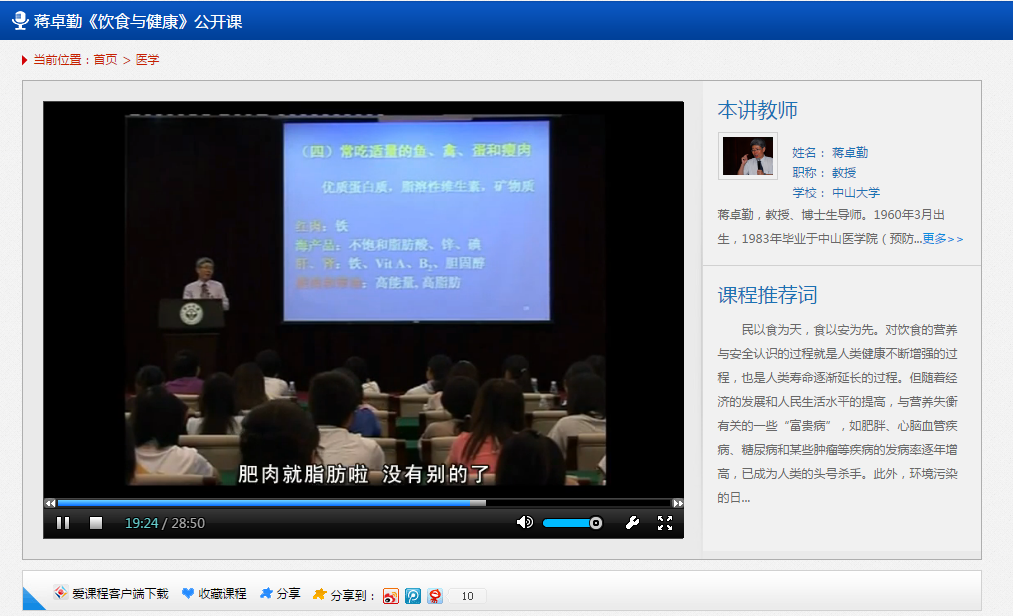 蒋卓勤《饮食与健康》公开课
当前位置：首页 > 医学
（四）常吃适量的鱼、禽、蛋和瘦肉
优质蛋白质，脂溶性维生素，矿物质
红肉：铁
海产品：不饱和脂肪酸、锌、碘
肝、肾：铁、Vit A、B2、胆固醇
：高能量，高脂肪
肥肉就脂肪啦 没有别的了
19:24 / 28:50
本讲教师
姓名： 蒋卓勤
职称： 教授
学校： 中山大学
蒋卓勤，教授、博士生导师。1960年3月出
生，1983年毕业于中山医学院（预防...更多>>
课程推荐词
民以食为天，食以安为先。对饮食的营养
与安全认识的过程就是人类健康不断增强的过
程，也是人类寿命逐渐延长的过程。但随着经
济的发展和人民生活水平的提高，与营养失衡
有关的一些“富贵病”，如肥胖、心脑血管疾
病、糖尿病和某些肿瘤等疾病的发病率逐年增
高，已成为人类的头号杀手。此外，环境污染
的日...
爱课程客户端下载 收藏课程 分享 分享到： 10